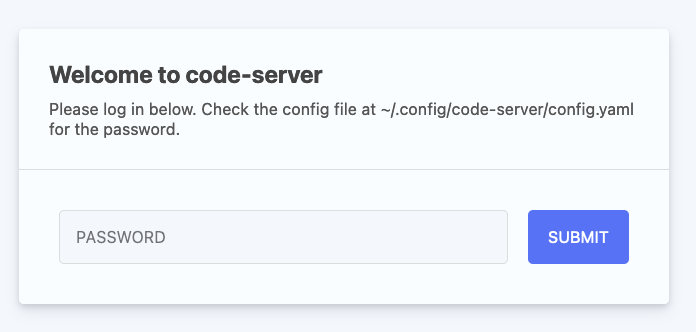 Welcome to code-server
Please log in below. Check the config file at ~/.config/code-server/config.yaml
for the password.
PASSWORD
SUBMIT